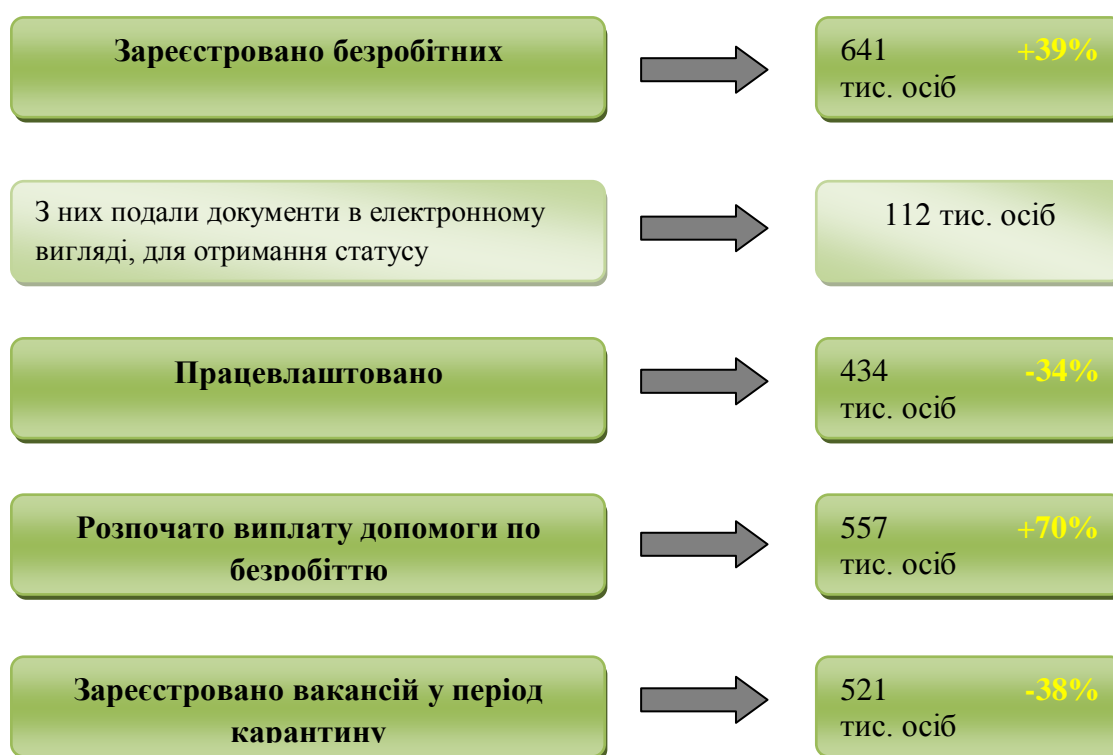 Зареєстровано безробітних
641 +39%
тис. осіб
З них подали документи в електронному
вигляді, для отримання статусу
112 тис. осіб
Працевлаштовано
434 -34%
тис. осіб
Розпочато виплату допомоги по
безробіттю
557 +70%
тис. осіб
Зареєстровано вакансій у період
карантину
521 -38%
тис. осіб